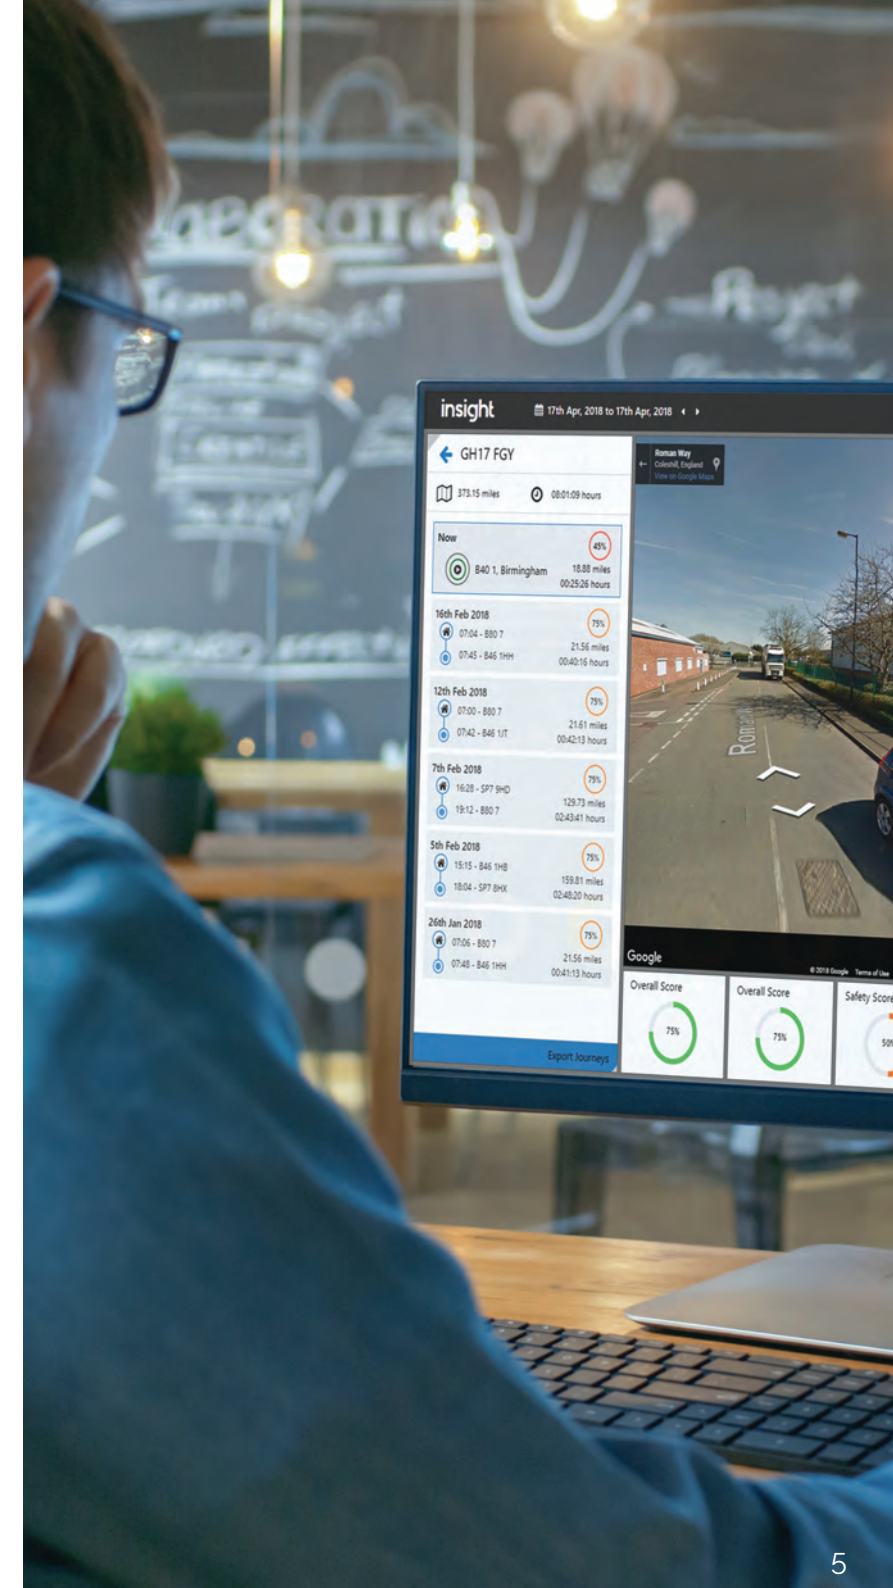 Project
insight
17th Apr, 2018 to 17th Apr, 2018
GH17 FGY
373.15 miles
08:01:09 hours
Now
45%
B40 1, Birmingham
18.88 miles
00:25:26 hours
16th Feb 2018
75%
07:04 - B80 7
21.56 miles
07:45 - B46 1HH
00:40:16 hours
12th Feb 2018
75%
07:00 - B80 7
21.61 miles
07:42 - B46 1JT
00:42:13 hours
7th Feb 2018
75%
16:28 - SP7 9HD
129.73 miles
19:12 - B80 7
02:43:41 hours
5th Feb 2018
75%
15:15 - B46 1HB
159.81 miles
18:04 - SP7 8HX
02:48:20 hours
26th Jan 2018
75%
07:06 - B80 7
21.56 miles
07:48 - B46 1HH
00:41:13 hours
Export Journeys
Roman Way
Coleshill, England
View on Google Maps
Google
© 2018 Google Terms of Use
Overall Score
75%
Overall Score
75%
Safety Score
50%
5